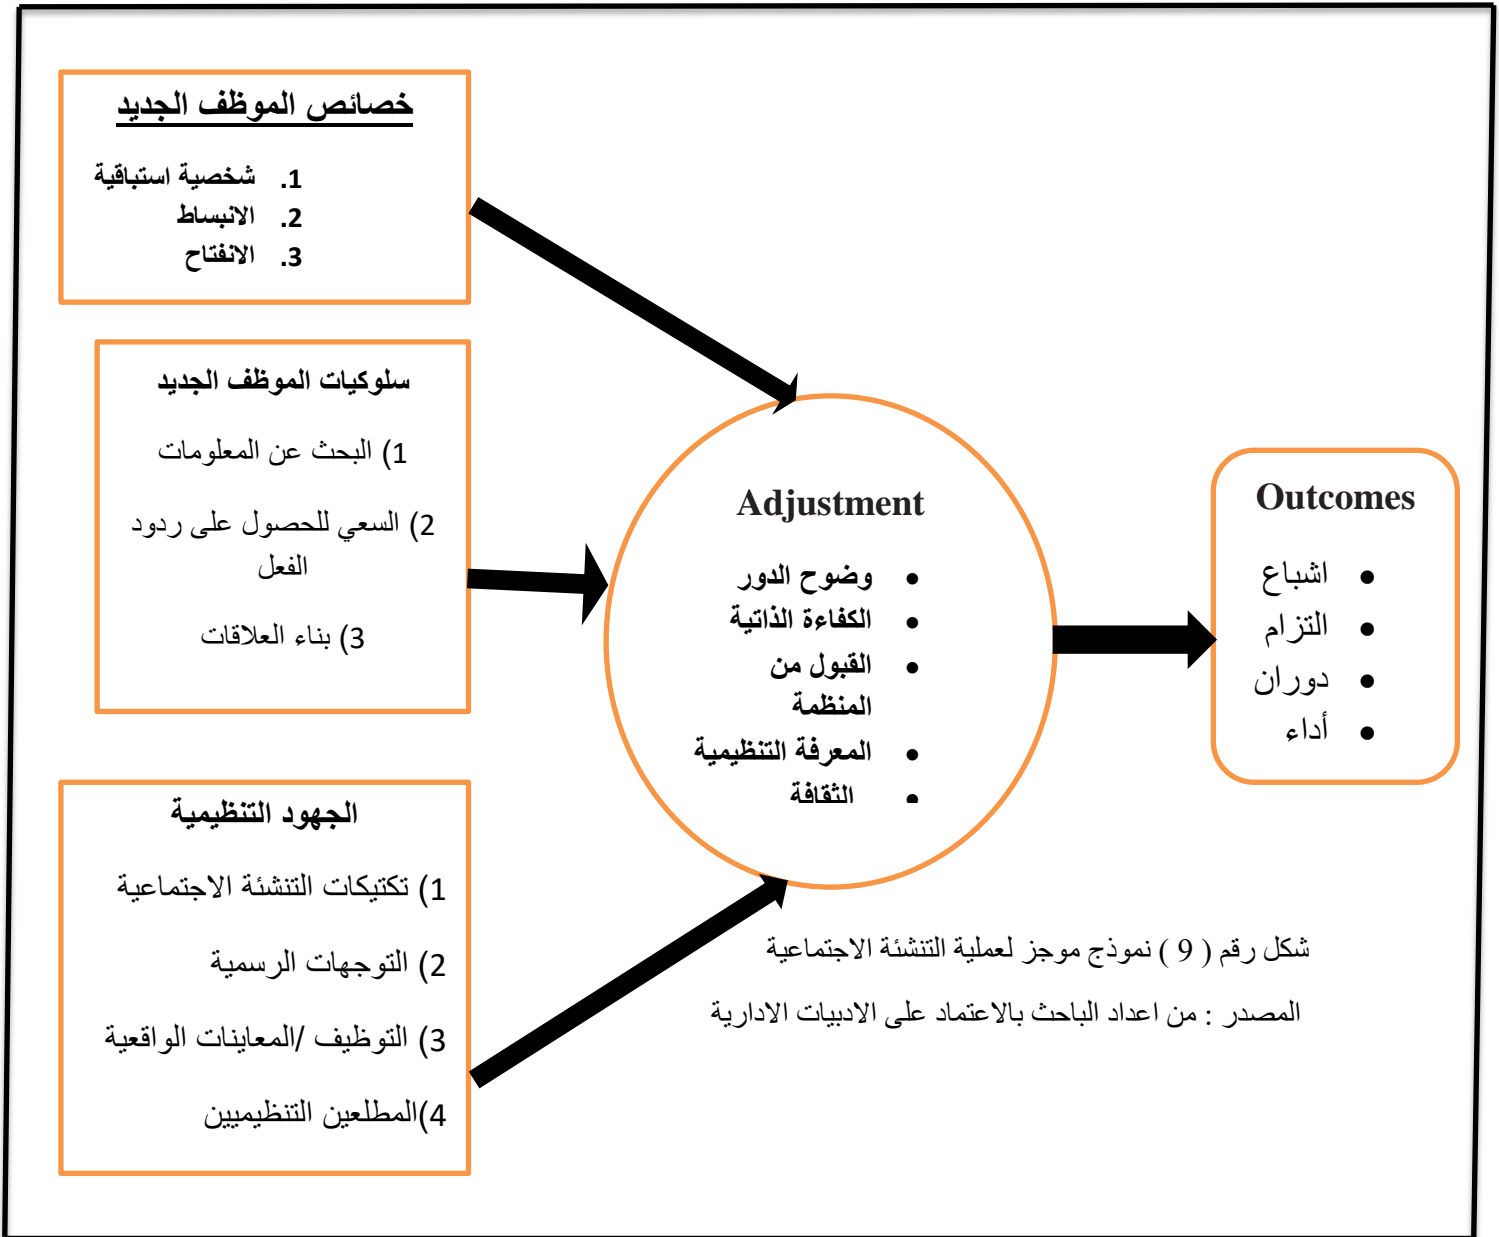 خصائص الموظف الجديد
1. شخصية استباقية
2. الانبساط
3. الانفتاح
سلوكيات الموظف الجديد
1) البحث عن المعلومات
2) السعي للحصول على ردود
الفعل
3) بناء العلاقات
الجهود التنظيمية
1) تكتيكات التنشئة الاجتماعية
2) التوجهات الرسمية
3) التوظيف /المعاينات الواقعية
4)المطلعين التنظيميين
Adjustment
• وضوح الدور
• الكفاءة الذاتية
• القبول من
المنظمة
• المعرفة التنظيمية
• الثقافة
Outcomes
• اشباع
• التزام
• دوران
• أداء
شكل رقم ( 9 ) نموذج موجز لعملية التنشئة الاجتماعية
المصدر : من اعداد الباحث بالاعتماد على الادبيات الادارية